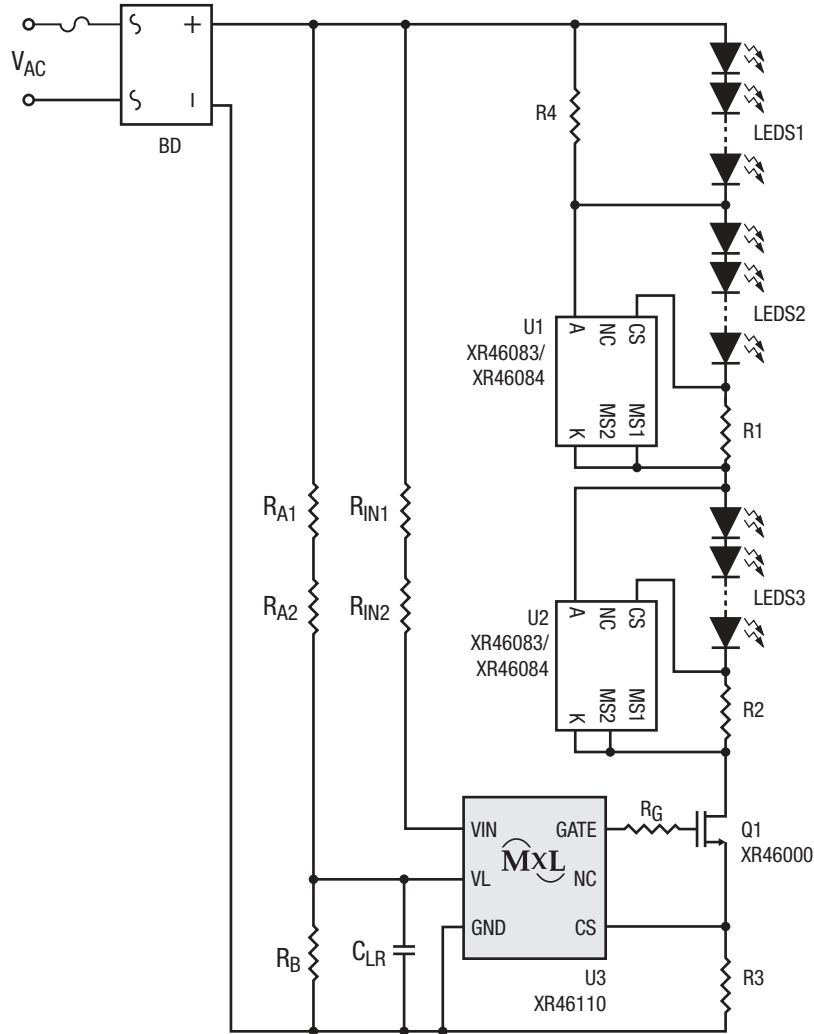 VAC
+
BD
R4
LEDS1
LEDS2
U1
XR46083/
XR46084
A
NC
CS
K
MS2
MS1
R1
RA1
RIN1
RA2
RIN2
U2
XR46083/
XR46084
A
NC
CS
K
MS2
MS1
LEDS3
R2
VIN
GATE
RG
Q1
XR46000
MXL
VL
NC
GND
CS
RB
CLR
R3
U3
XR46110